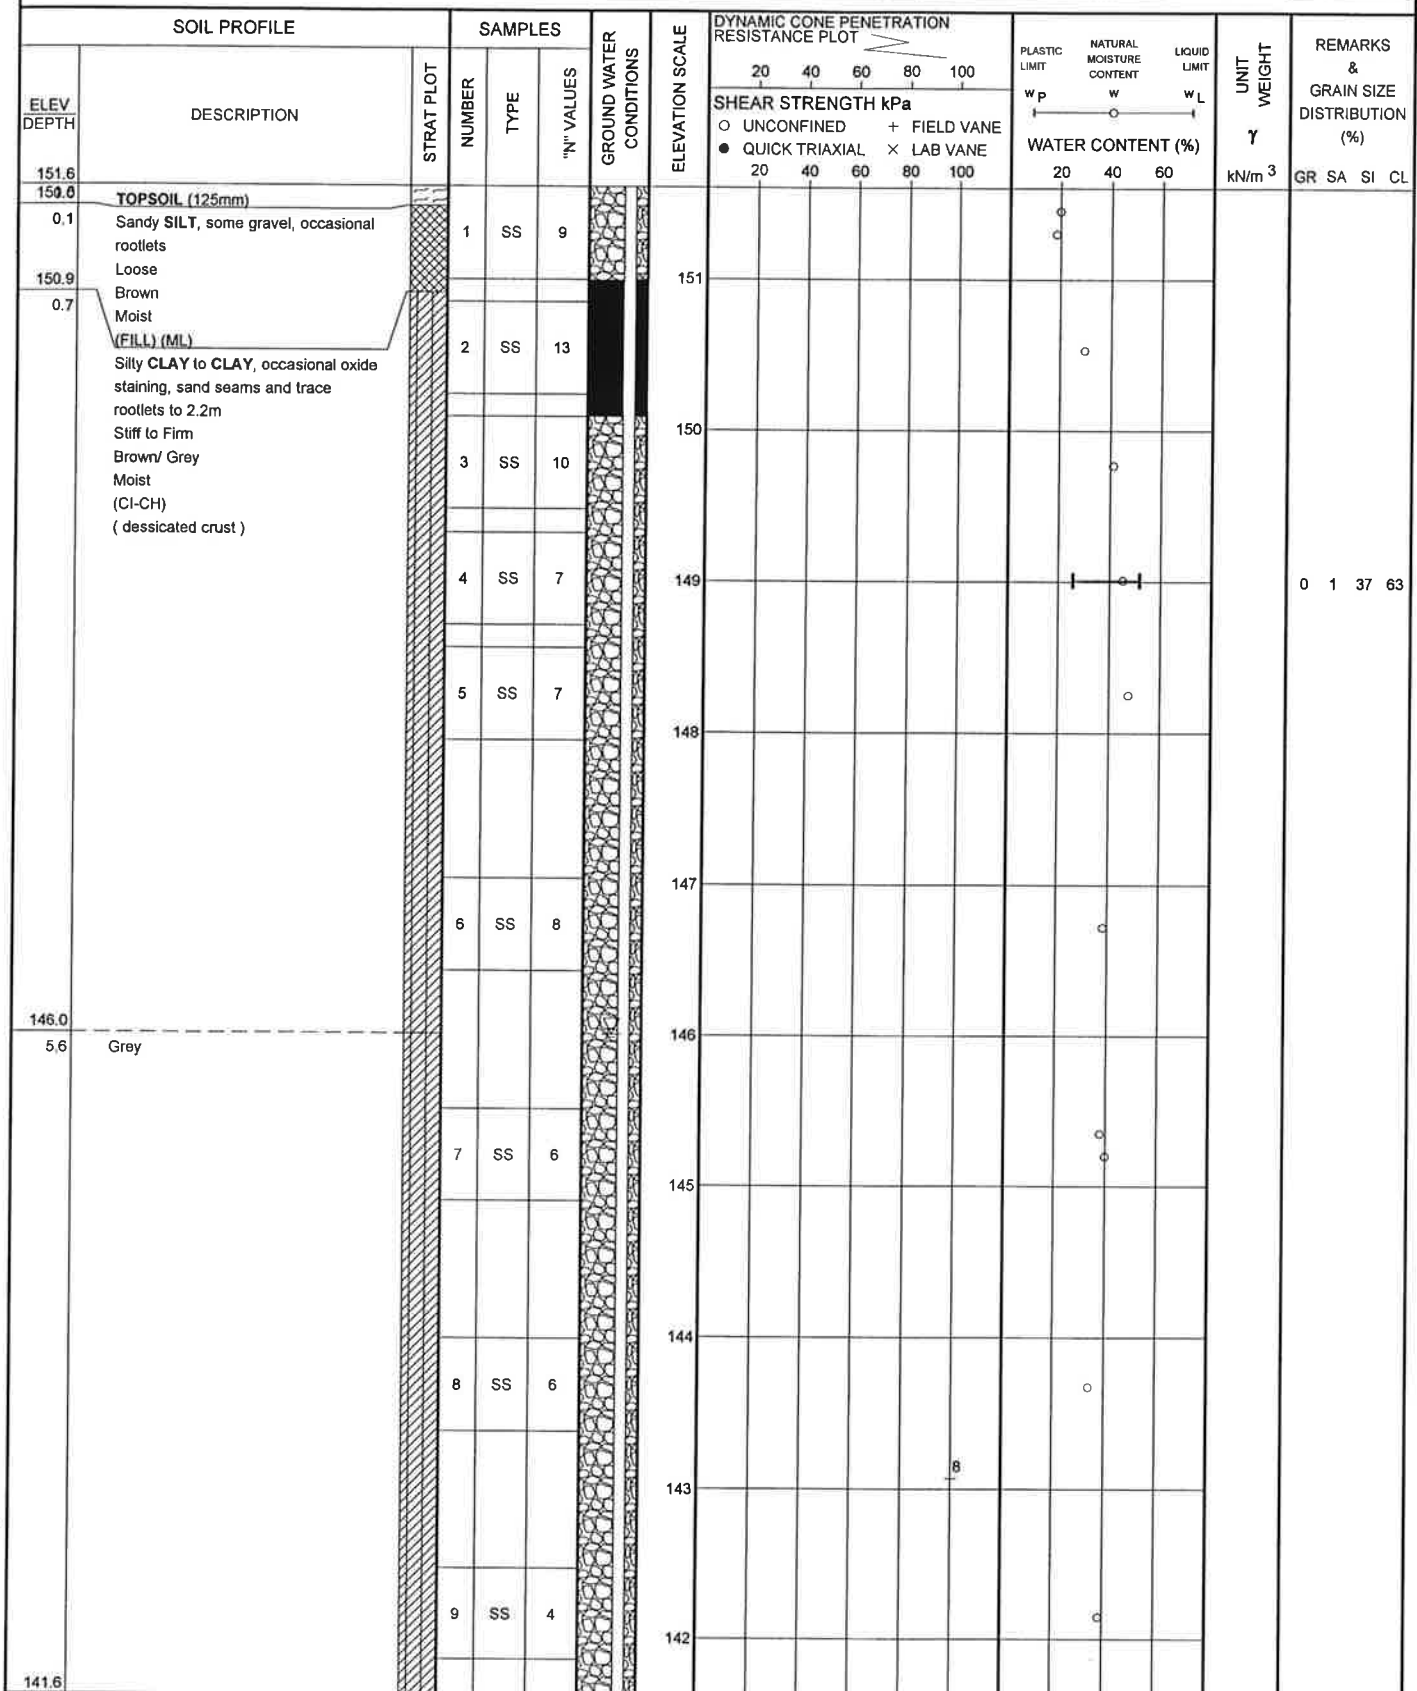 SOIL PROFILE
SAMPLES
ELEV
DEPTH
DESCRIPTION
STRAT PLOT
NUMBER
TYPE
"N" VALUES
GROUND WATER
CONDITIONS
ELEVATION SCALE
DYNAMIC CONE PENETRATION
RESISTANCE PLOT
20 40 60 80 100
SHEAR STRENGTH kPa
○ UNCONFINED + FIELD VANE
● QUICK TRIAXIAL × LAB VANE
20 40 60 80 100
PLASTIC
LIMIT
NATURAL
MOISTURE
CONTENT
LIQUID
LIMIT
WP W WL
WATER CONTENT (%)
20 40 60
UNIT
WEIGHT
γ
kN/m 3
REMARKS
&
GRAIN SIZE
DISTRIBUTION
(%)
GR SA SI CL
151.6
TOPSOIL (125mm)
0.1
Sandy SILT, some gravel, occasional
rootlets
Loose
Brown
Moist
(FILL) (ML)
1 SS 9
151
150.9
0.7
Silty CLAY to CLAY, occasional oxide
staining, sand seams and trace
rootlets to 2.2m
Stiff to Firm
Brown/ Grey
Moist
(CI-CH)
( dessicated crust )
2 SS 13
150
3 SS 10
4 SS 7
149
0 1 37 63
5 SS 7
148
147
6 SS 8
146.0
5.6
Grey
146
7 SS 6
145
144
8 SS 6
8
143
9 SS 4
142
141.6